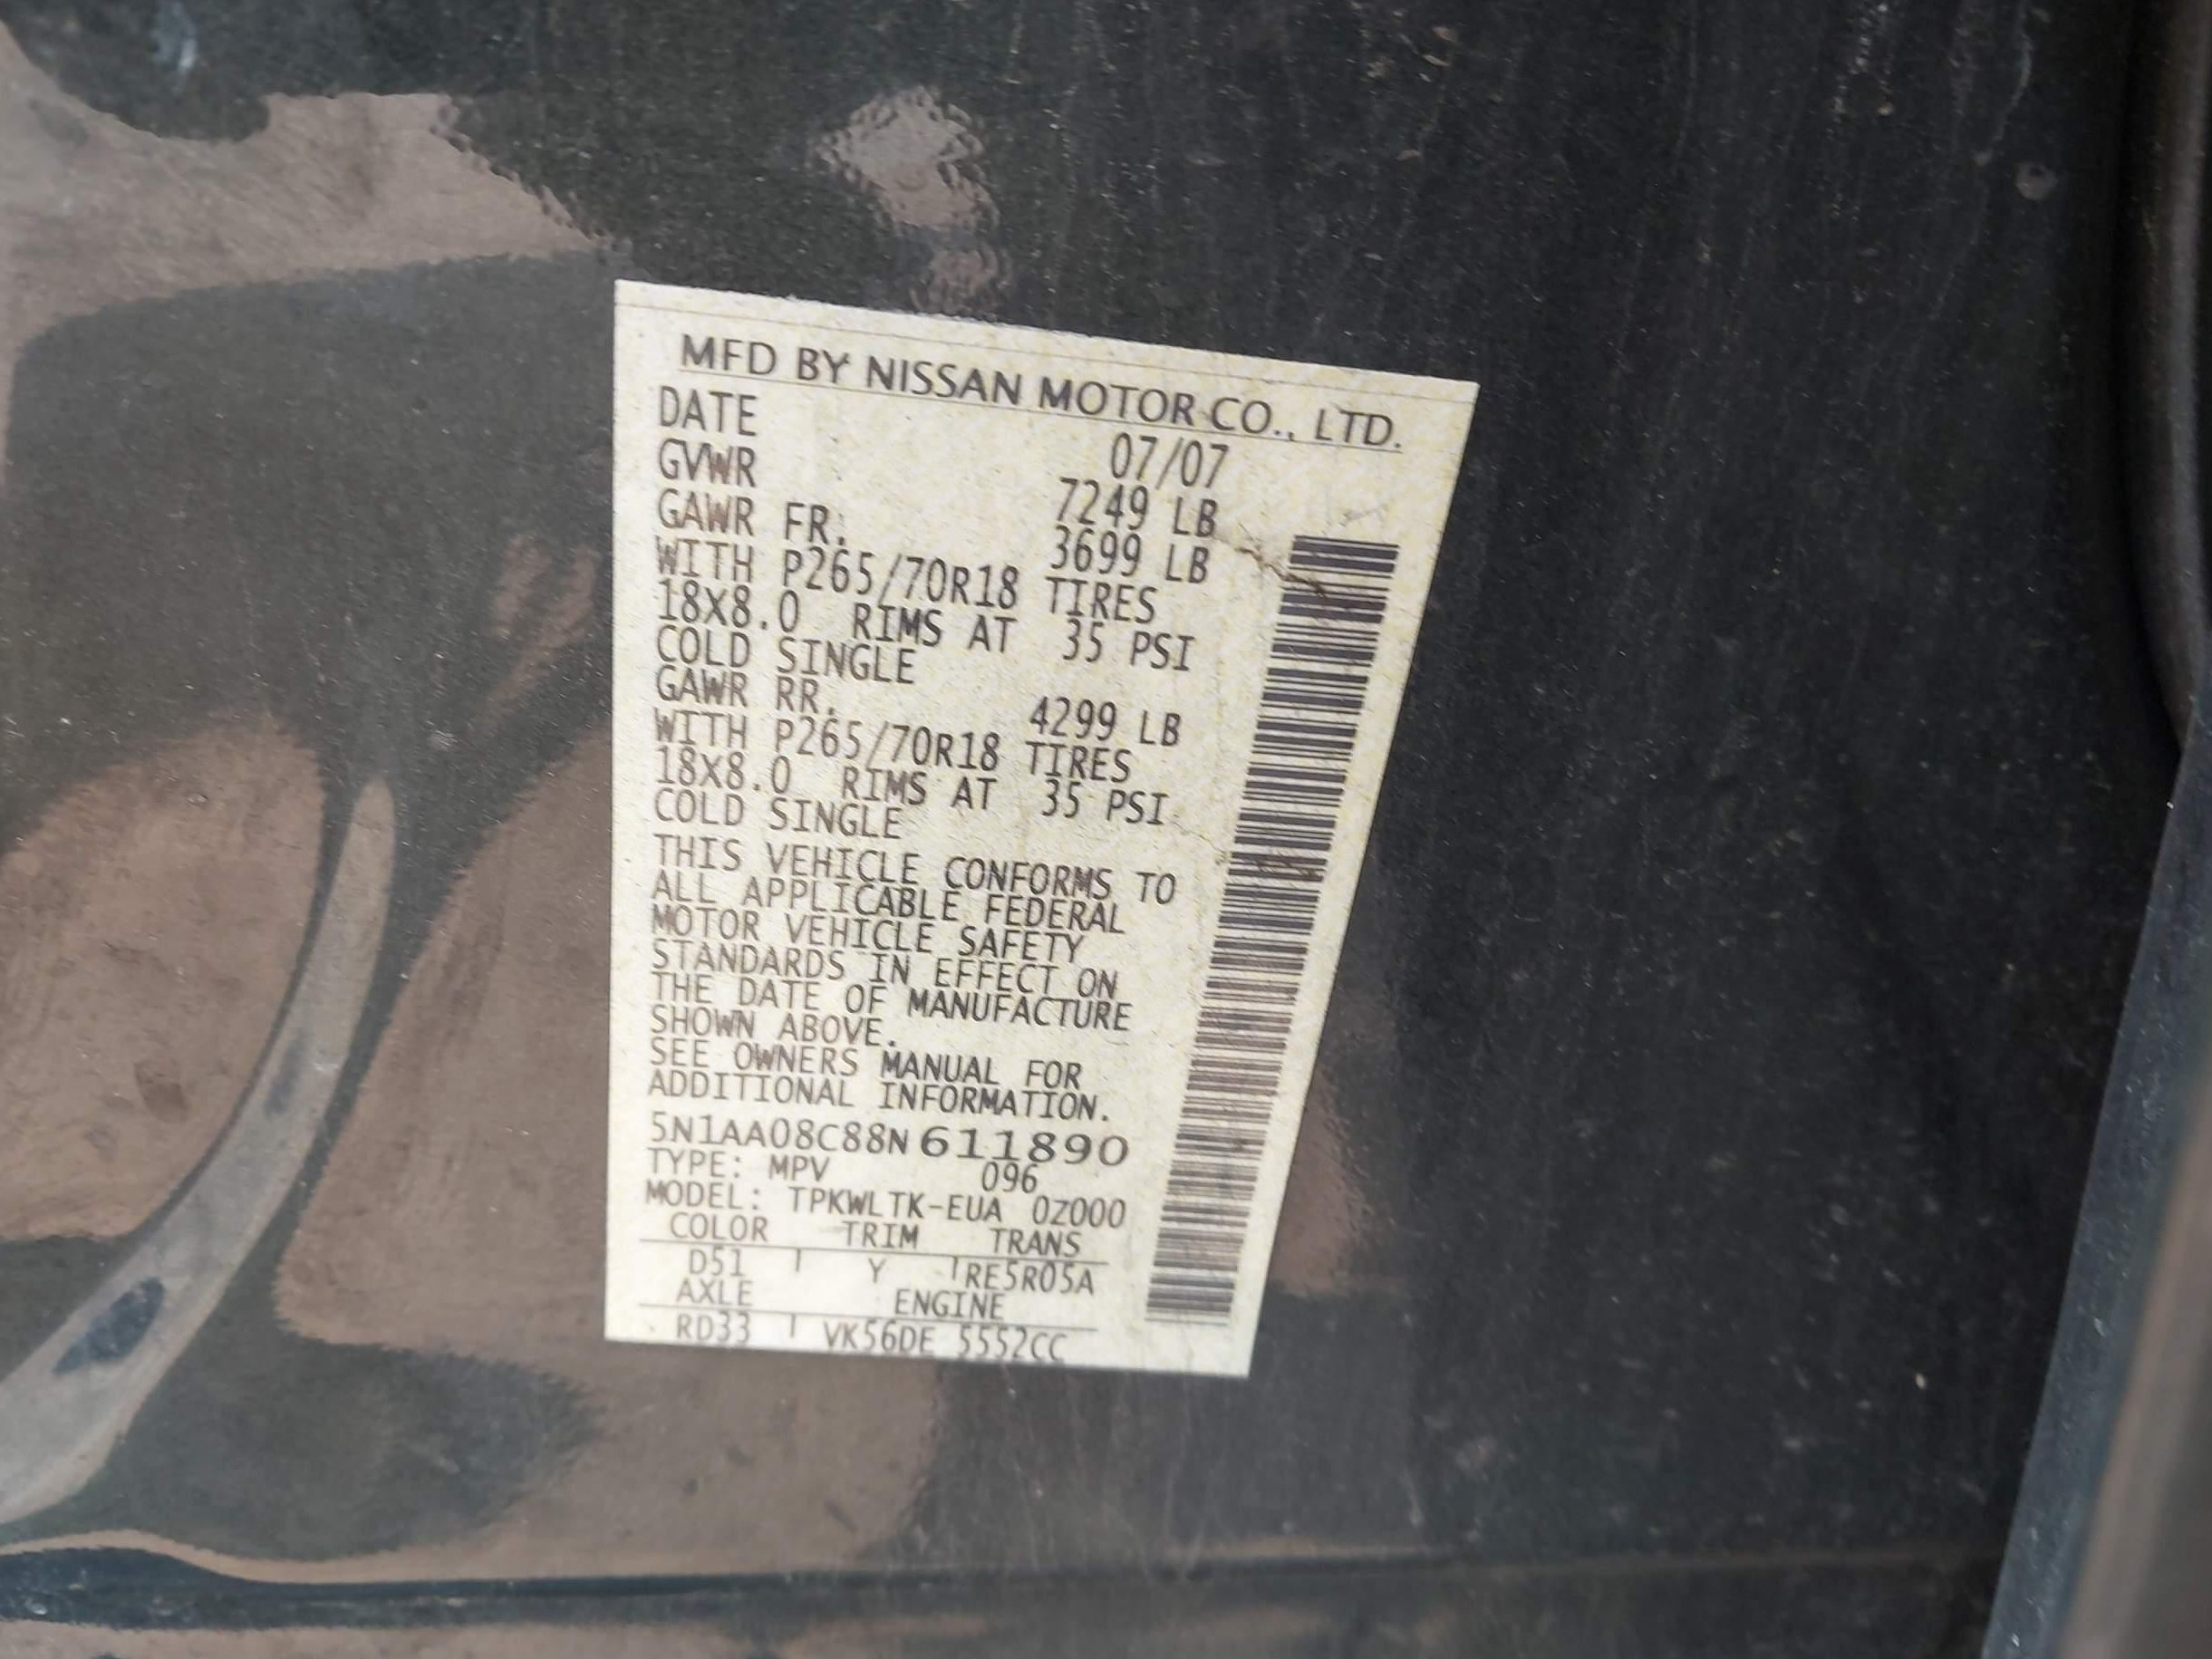 MFD BY NISSAN MOTOR CO., LTD.
DATE 07/07
GVWR 7249 LB
GAWR FR. 3699 LB
WITH P265/70R18 TIRES
18X8.0 RIMS AT 35 PSI
COLD SINGLE
GAWR RR. 4299 LB
WITH P265/70R18 TIRES
18X8.0 RIMS AT 35 PSI
COLD SINGLE
THIS VEHICLE CONFORMS TO
ALL APPLICABLE FEDERAL
MOTOR VEHICLE SAFETY
STANDARDS IN EFFECT ON
THE DATE OF MANUFACTURE
SHOWN ABOVE.
SEE OWNERS MANUAL FOR
ADDITIONAL INFORMATION.
5N1AA08C88N611890
TYPE: MPV 096
MODEL: TPKWLTK-EUA 0Z000
COLOR TRIM TRANS
D51 Y RE5R05A
AXLE ENGINE
RD33 VK56DE 5552CC